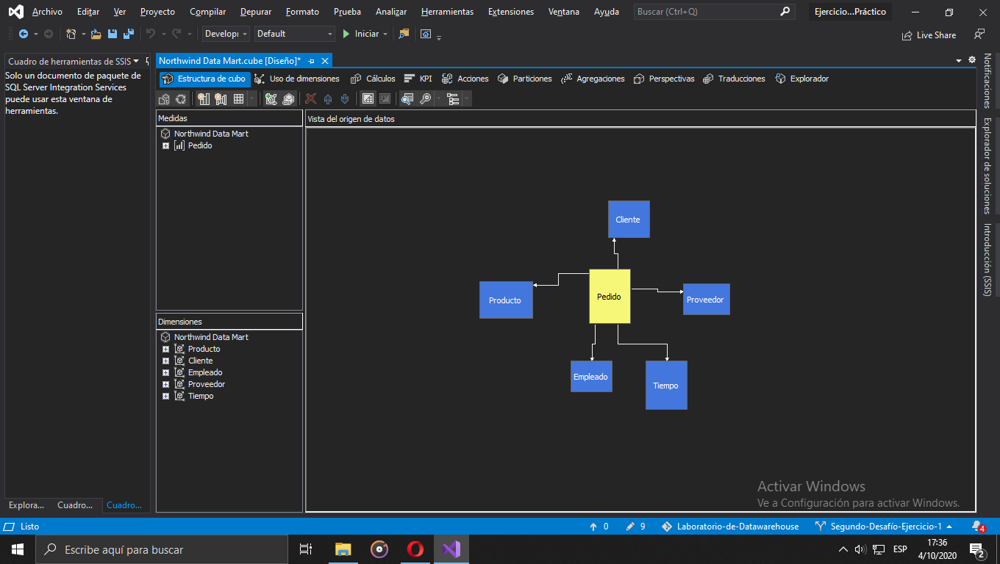 Archivo Editar Ver Proyecto Compilar Depurar Formato Prueba Analizar Herramientas Extensiones Ventana Ayuda Buscar (Ctrl+Q) Ejercicio...Práctico
Developı Default Iniciar Live Share
Cuadro de herramientas de SSIS
Solo un documento de paquete de
SQL Server Integration Services
puede usar esta ventana de
herramientas.
Northwind Data Mart.cube [Diseño]*
Estructura de cubo Uso de dimensiones Cálculos KPI Acciones Particiones Agregaciones Perspectivas Traducciones Explorador
Medidas
Northwind Data Mart
Pedido
Dimensiones
Northwind Data Mart
Producto
Cliente
Empleado
Proveedor
Tiempo
Vista del origen de datos
Cliente
Producto
Pedido
Proveedor
Empleado
Tiempo
Activar Windows
Ve a Configuración para activar Windows.
Notificaciones
Explorador de soluciones
Introducción (SSIS)
Explora... Cuadro... Cuadro...
Listo 0 9 Laboratorio-de-Datawarehouse Segundo-Desafío-Ejercicio-1 4
Escribe aquí para buscar ESP 17:36
4/10/2020 2